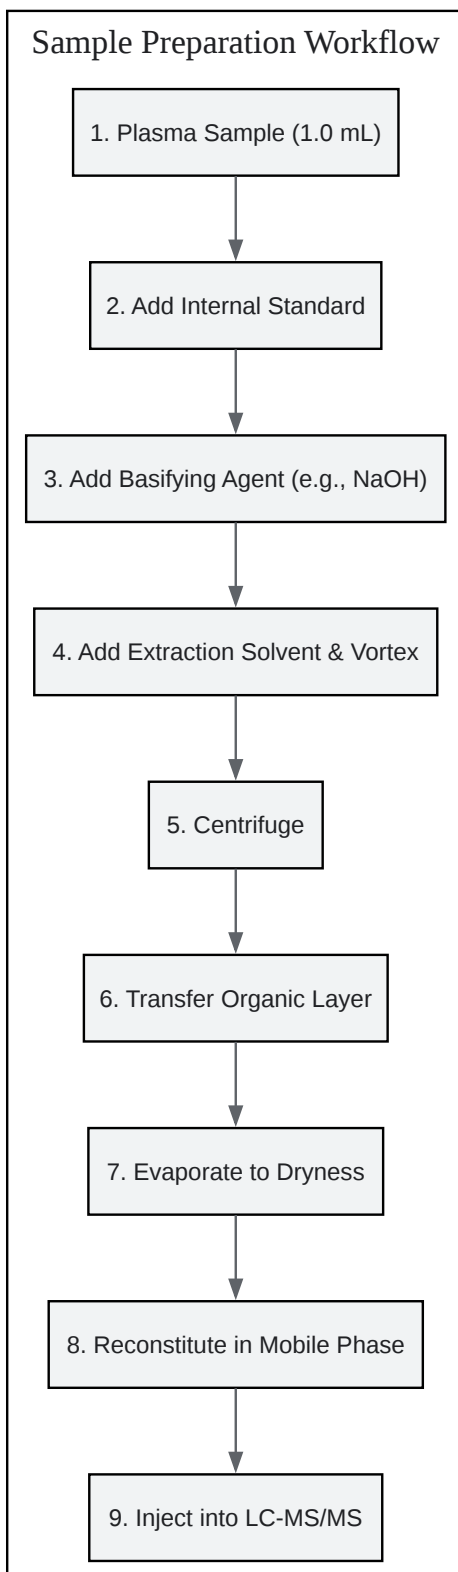 Sample Preparation Workflow
1. Plasma Sample (1.0 mL)
2. Add Internal Standard
3. Add Basifying Agent (e.g., NaOH)
4. Add Extraction Solvent & Vortex
5. Centrifuge
6. Transfer Organic Layer
7. Evaporate to Dryness
8. Reconstitute in Mobile Phase
9. Inject into LC-MS/MS